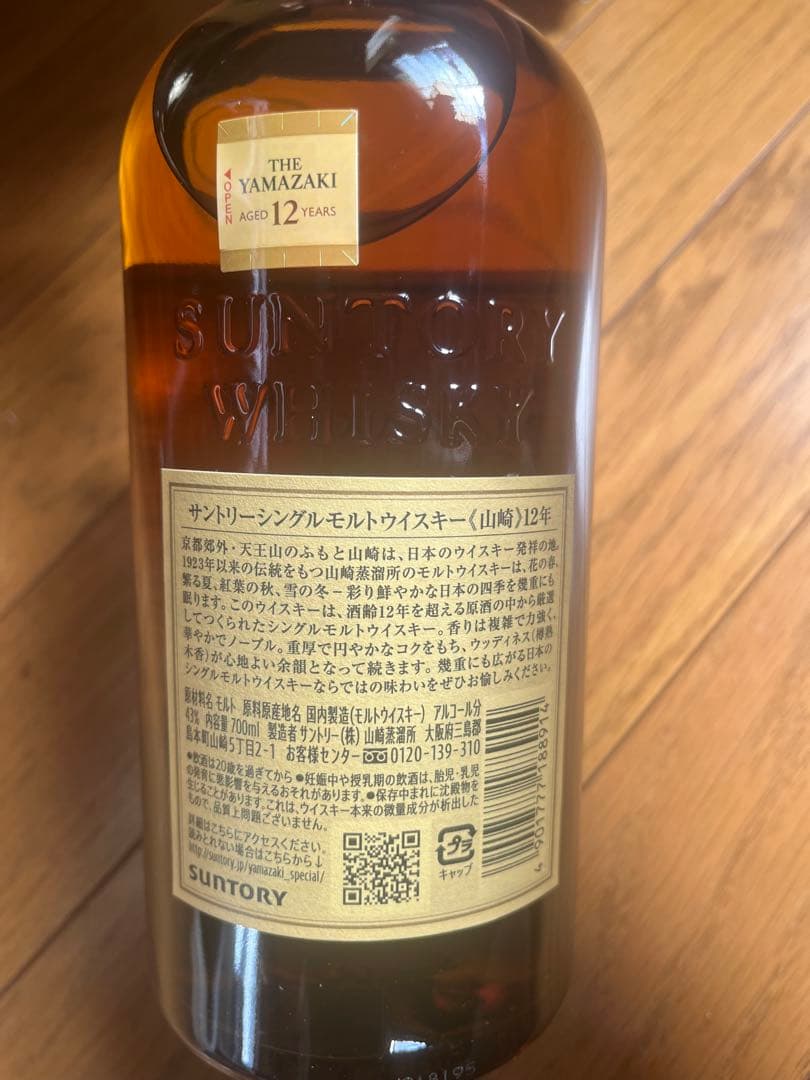 THE
YAMAZAKI
AGED 12 YEARS
◀OPEN
SUNTORY
WHISKY
サントリーシングルモルトウイスキー《山崎》12年
京都郊外・天王山のふもと山崎は、日本のウイスキー発祥の地。
1923年以来の伝統をもつ山崎蒸溜所のモルトウイスキーは、花の春、
繁る夏、紅葉の秋、雪の冬−彩り鮮やかな日本の四季を幾重にも
眠ります。このウイスキーは、酒齢12年を超える原酒の中から厳選
してつくられたシングルモルトウイスキー。香りは複雑で力強く、
華やかでノーブル。重厚で円やかなコクをもち、ウッディネス(樽熟
木香)が心地よい余韻となって続きます。幾重にも広がる日本の
シングルモルトウイスキーならではの味わいをぜひお愉しみください。
原材料名 モルト 原料原産地名 国内製造(モルトウイスキー) アルコール分
43% 内容量700ml 製造者サントリー(株) 山崎蒸溜所 大阪府三島郡
島本町山崎5丁目2-1 お客様センター 0120-139-310
●飲酒は20歳を過ぎてから ●妊娠中や授乳期の飲酒は、胎児・乳児
の発育に悪影響を与えるおそれがあります。●保存中まれに沈殿物を
生じることがあります。これは、ウイスキー本来の微量成分が析出した
もので、品質上問題ございません。
詳細はこちらにアクセスください。
読みとれない場合はこちらから↓
http://suntory.jp/yamazaki_special/
SUNTORY
プラ
キャップ
4 901777 188914